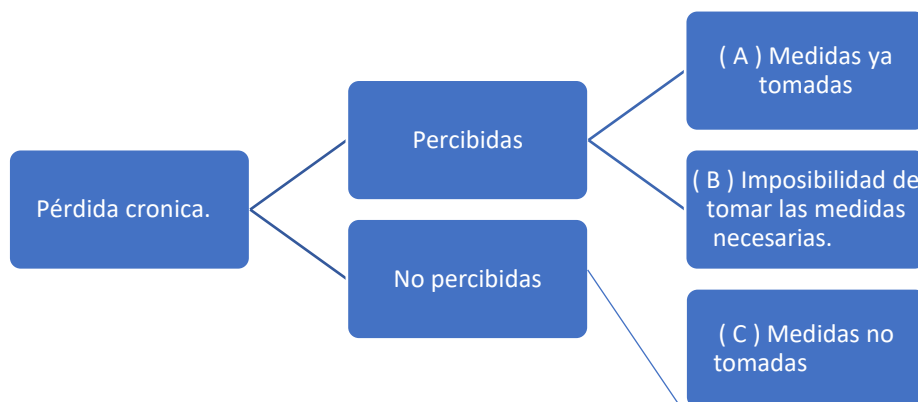 ( A ) Medidas ya
tomadas
Percibidas
( B ) Imposibilidad de
tomar las medidas
necesarias.
Pérdida cronica.
No percibidas
( C ) Medidas no
tomadas